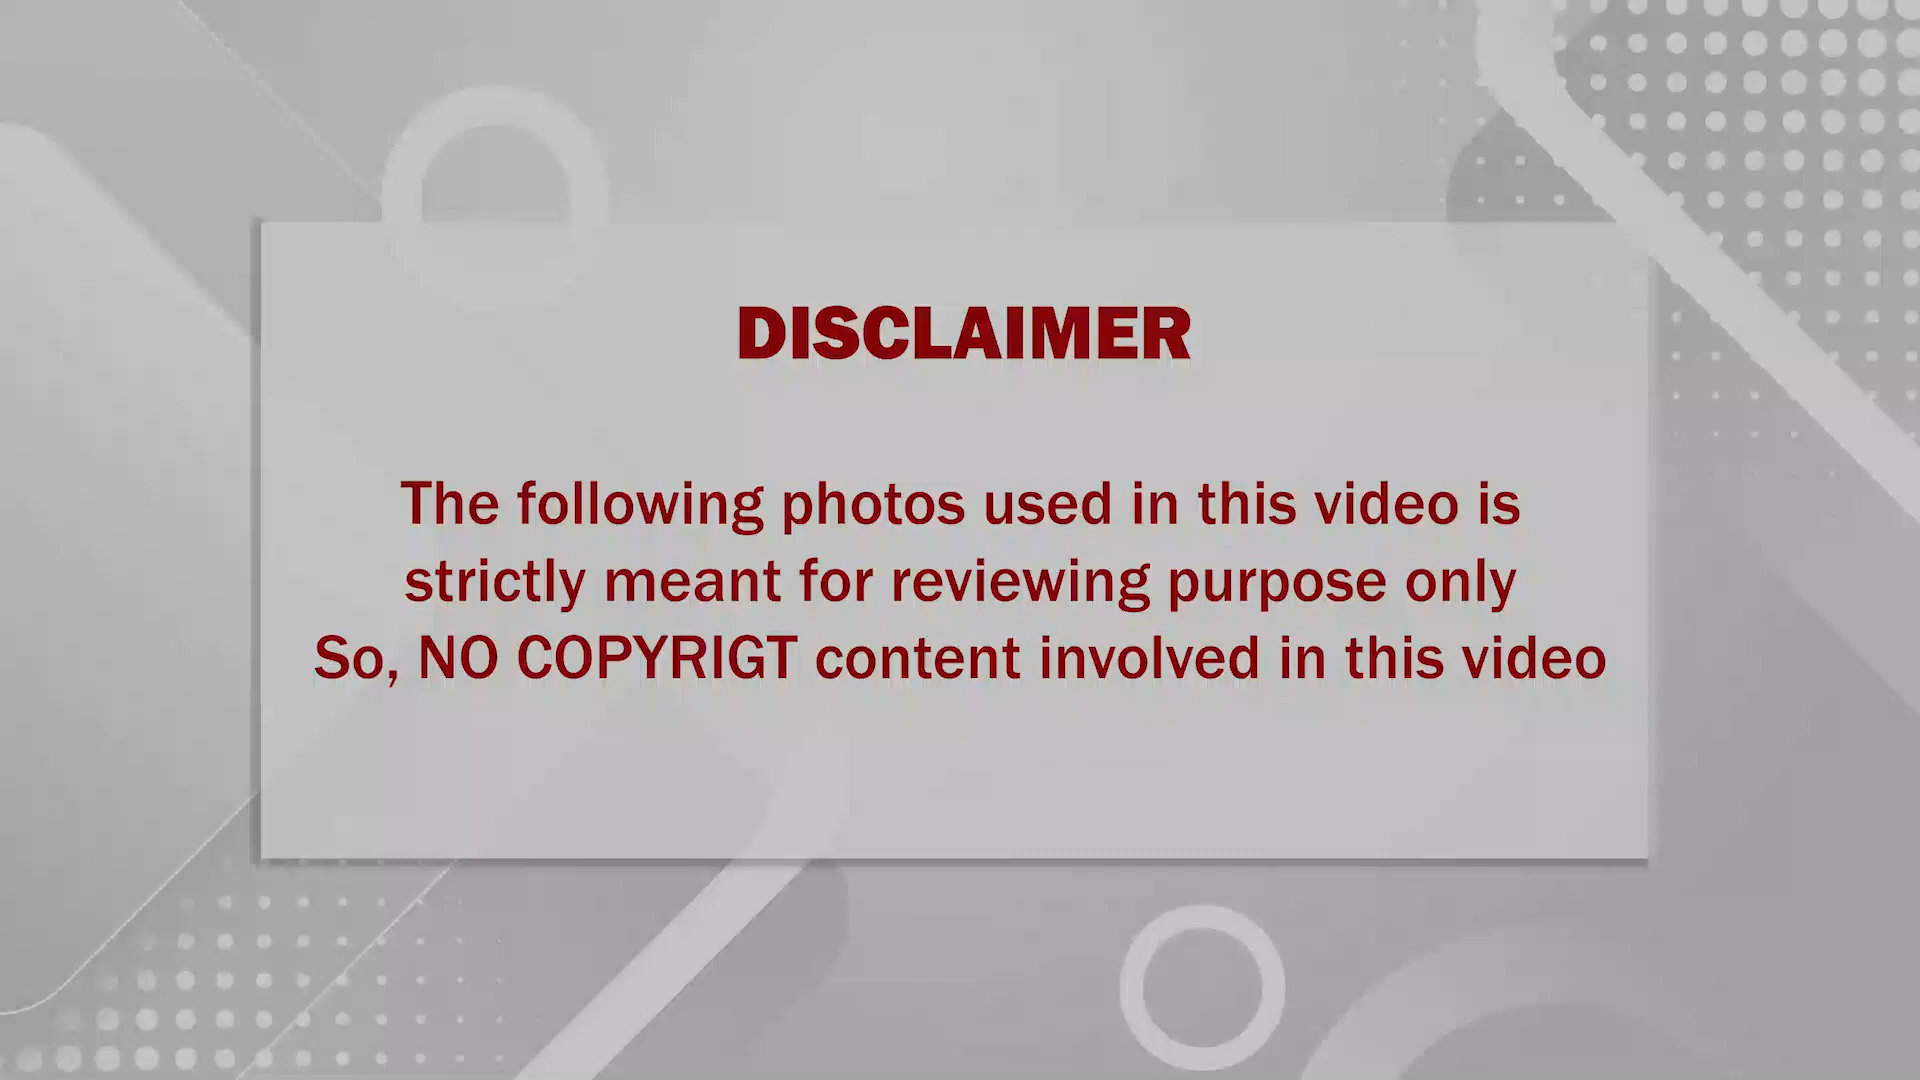 DISCLAIMER
The following photos used in this video is
strictly meant for reviewing purpose only
So, NO COPYRIGT content involved in this video